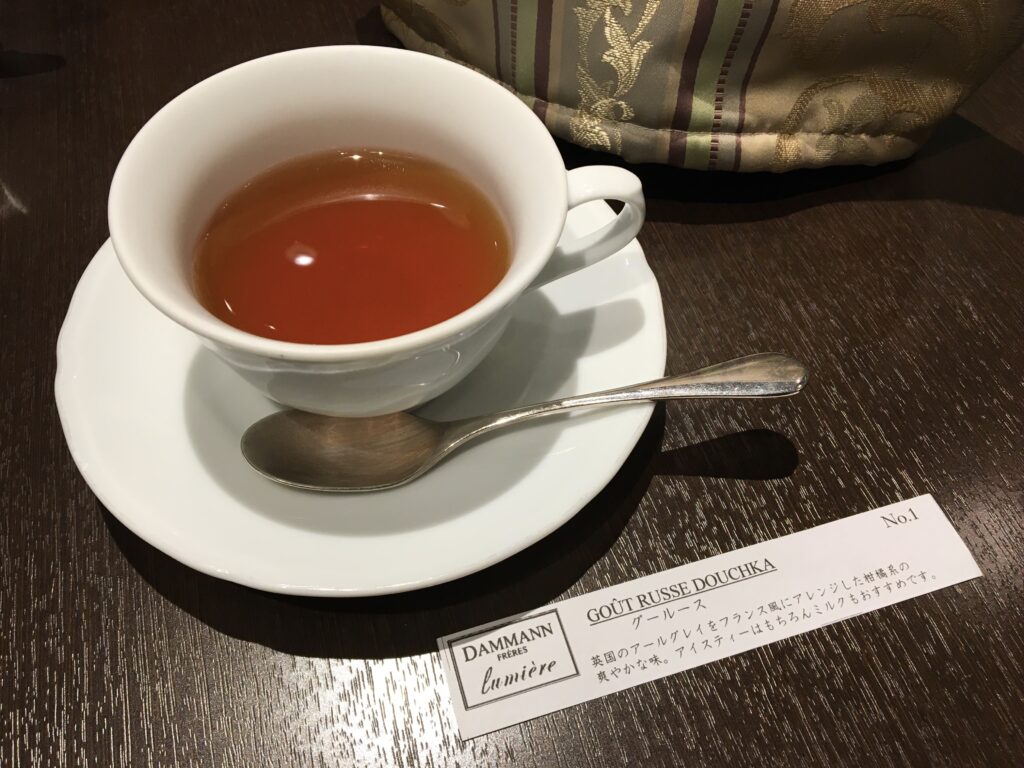 No.1
GOÛT RUSSE DOUCHKA
グールース
英国のアールグレイをフランス風にアレンジした柑橘系の
爽やかな味。アイスティーはもちろんミルクもおすすめです。
DAMMANN
FRÈRES
lumière